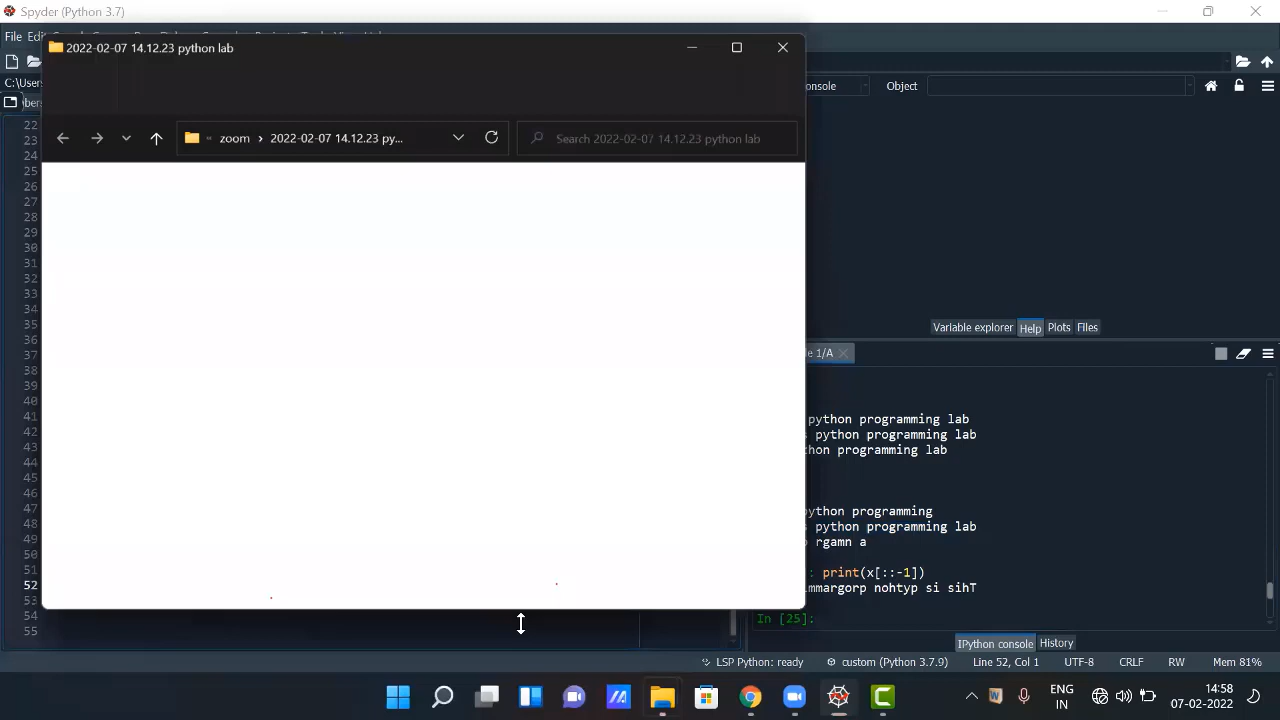 Spyder (Python 3.7)
File
2022-02-07 14.12.23 python lab
C:\Users
onsole
Object
zoom > 2022-02-07 14.12.23 py...
Search 2022-02-07 14.12.23 python lab
22
23
24
25
26
27
28
29
30
31
32
33
34
35
36
37
38
39
40
41
42
43
44
45
46
47
48
49
50
51
52
53
54
55
Variable explorer Help Plots Files
e 1/A
python programming lab
python programming lab
hon programming lab
ython programming
python programming lab
rgamn a
: print(x[::-1])
mmargorp nohtyp si sihT
In [25]:
IPython console History
LSP Python: ready
custom (Python 3.7.9)
Line 52, Col 1
UTF-8
CRLF
RW
Mem 81%
ENG
IN
14:58
07-02-2022